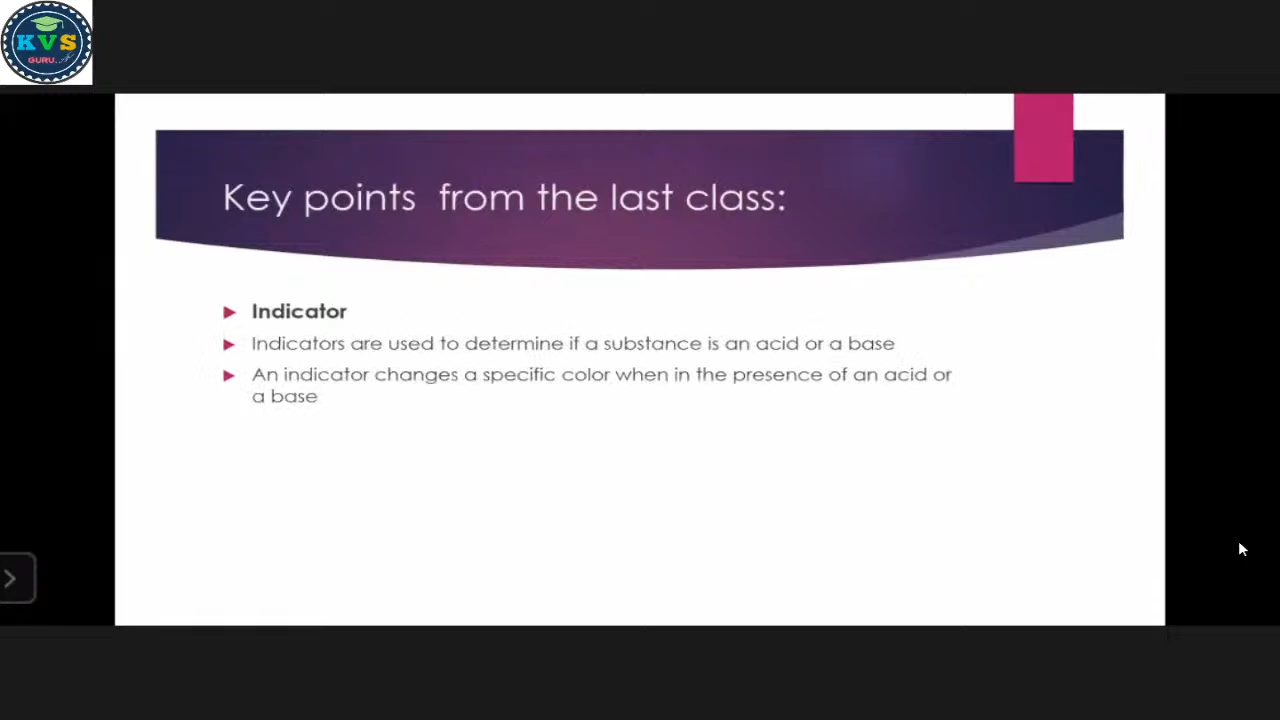 KVS
GURU
Key points from the last class:
Indicator
Indicators are used to determine if a substance is an acid or a base
An indicator changes a specific color when in the presence of an acid or
a base